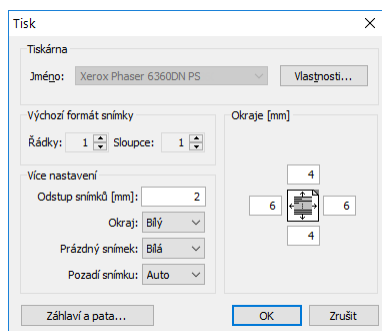 Tisk
Tiskárna
Jméno: Xerox Phaser 6360DN PS Vlastnosti...
Výchozí formát snímky
Řádky: 1 Sloupce: 1
Okraje [mm]
4
6 6
4
Více nastavení
Odstup snímků [mm]: 2
Okraj: Bílý
Prázdný snímek: Bílá
Pozadí snímku: Auto
Záhlaví a pata... OK Zrušit